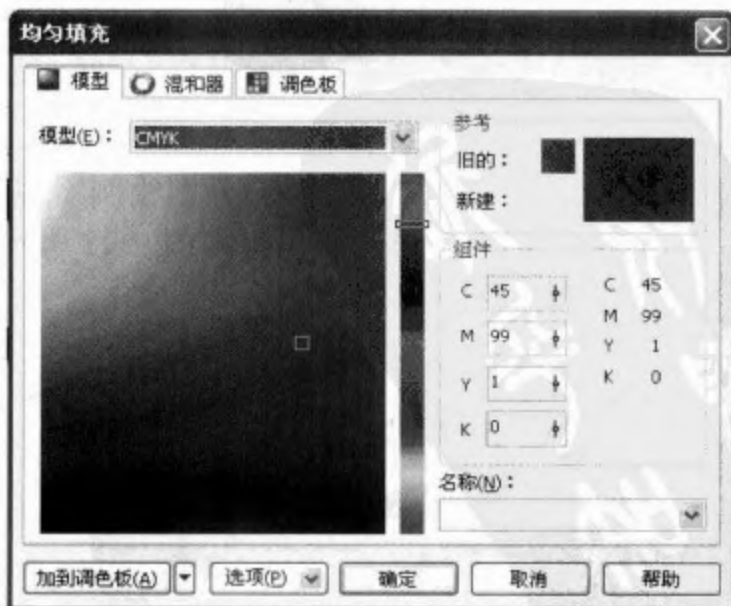 均匀填充
模型 混和器 调色板
模型(E)： CMYK
参考
旧的：
新建：
组件
C 45 C 45
M 99 M 99
Y 1 Y 1
K 0 K 0
名称(N)：
加到调色板(A) 选项(P) 确定 取消 帮助